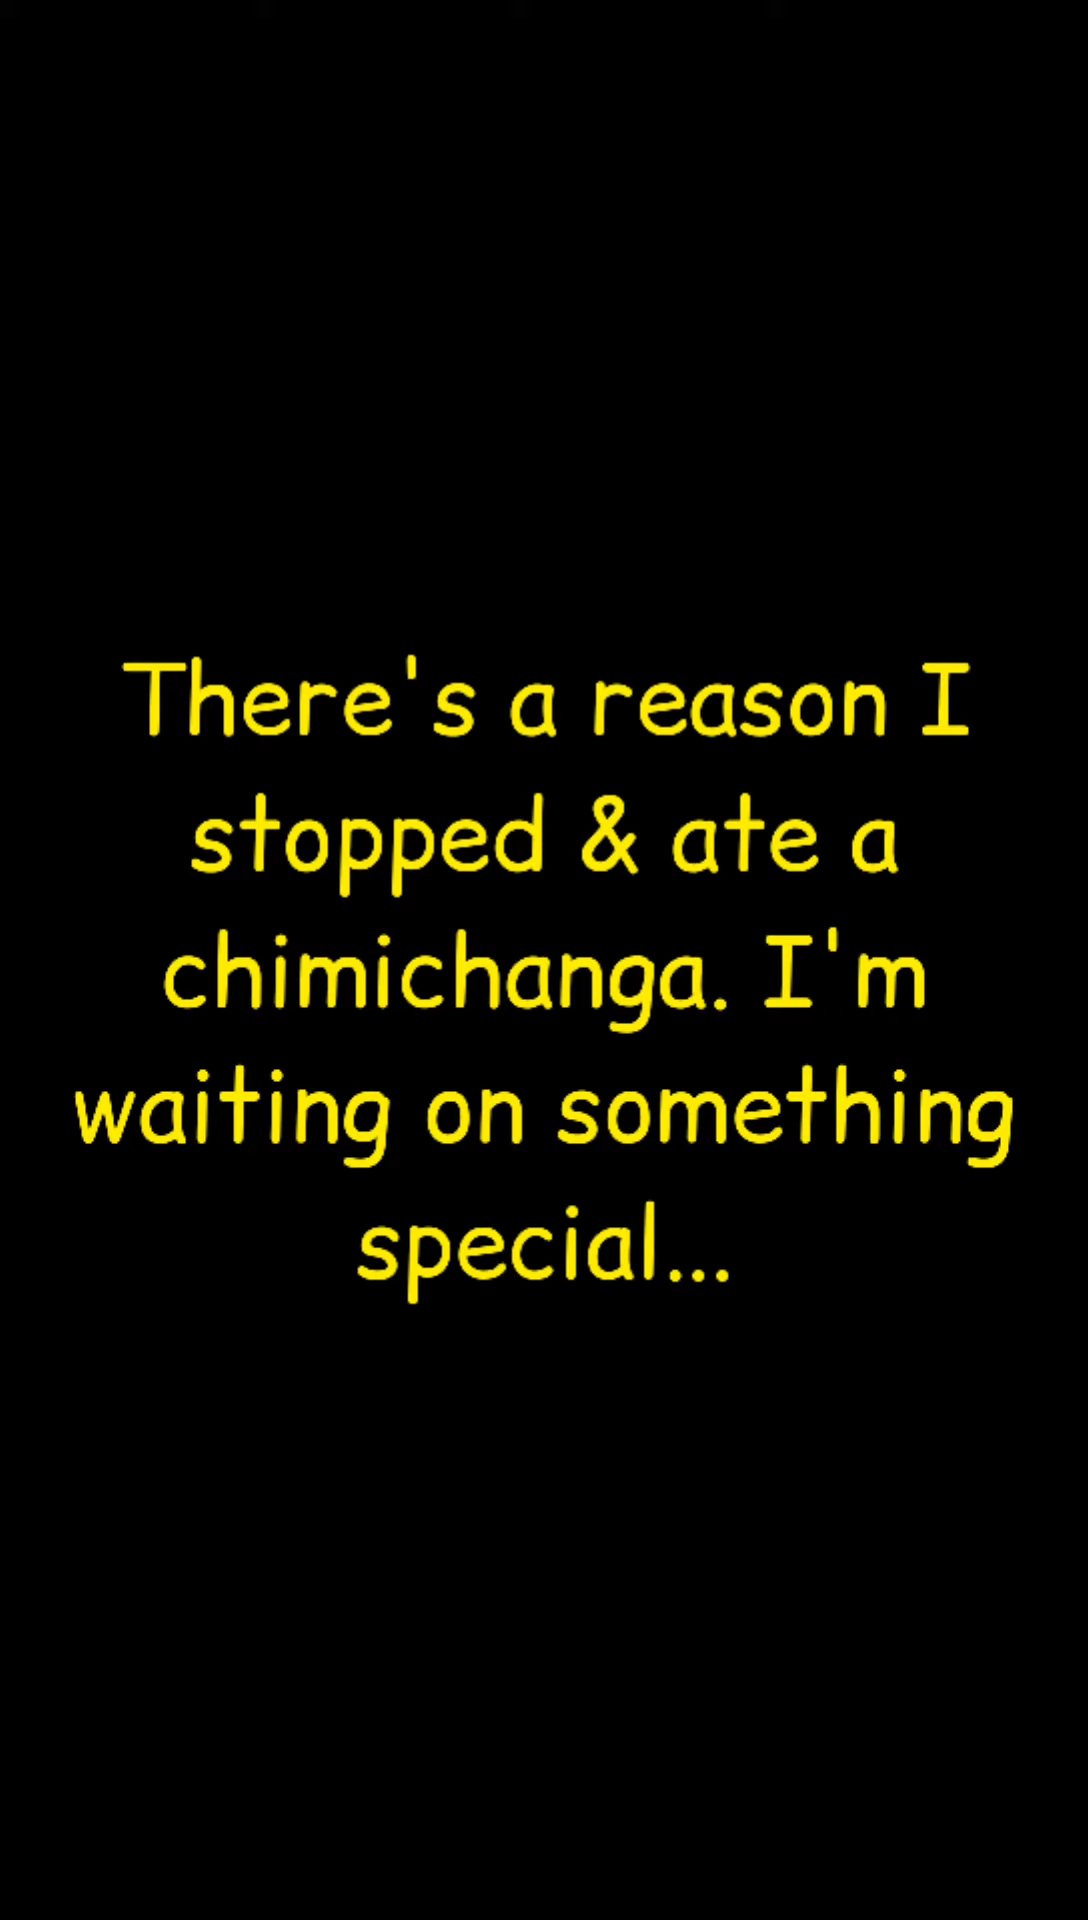 There's a reason I
stopped & ate a
chimichanga. I'm
waiting on something
special...